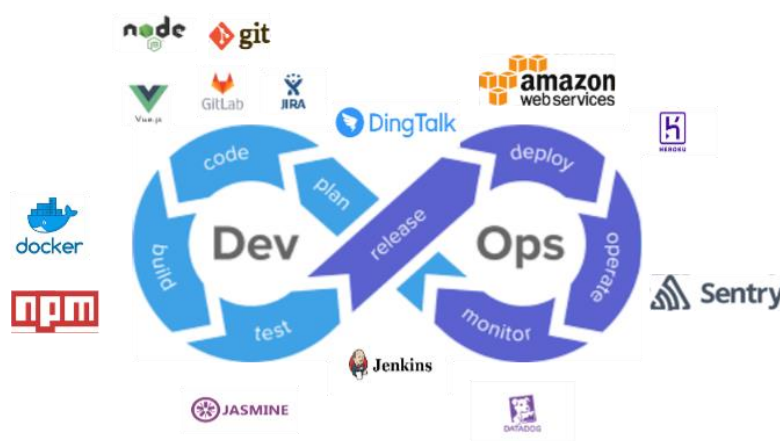 node
JS
git
Vue.js
GitLab
JIRA
DingTalk
amazon
web services
HEROKU
code
plan
deploy
release
docker
Dev
Ops
build
operate
npm
Sentry
test
monitor
Jenkins
JASMINE
DATADOG